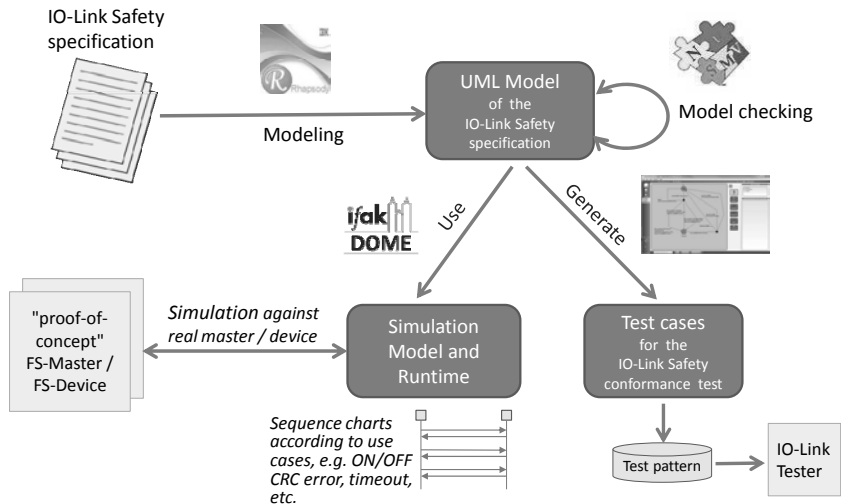 IO-Link Safety
specification
Rhapsody
R
Modeling
UML Model
of the
IO-Link Safety
specification
N
S
M
V
Model checking
ifak
DOME
Use
Generate
"proof-of-
concept"
FS-Master /
FS-Device
Simulation against
real master / device
Simulation
Model and
Runtime
Test cases
for the
IO-Link Safety
conformance test
Sequence charts
according to use
cases, e.g. ON/OFF
CRC error, timeout,
etc.
Test pattern
IO-Link
Tester